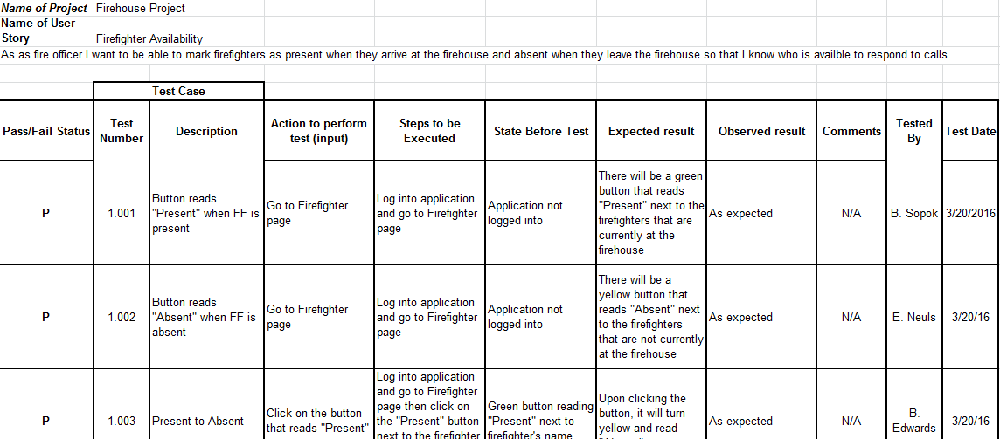 Name of Project Firehouse Project
Name of User
Story Firefighter Availability
As as fire officer I want to be able to mark firefighters as present when they arrive at the firehouse and absent when they leave the firehouse so that I know who is availble to respond to calls
Test Case
Pass/Fail Status
Test
Number
Description
Action to perform
test (input)
Steps to be
Executed
State Before Test
Expected result
Observed result
Comments
Tested
By
Test Date
P
1.001
Button reads
"Present" when FF is
present
Go to Firefighter
page
Log into application
and go to Firefighter
page
Application not
logged into
There will be a green
button that reads
"Present" next to the
firefighters that are
currently at the
firehouse
As expected
N/A
B. Sopok
3/20/2016
P
1.002
Button reads
"Absent" when FF is
absent
Go to Firefighter
page
Log into application
and go to Firefighter
page
Application not
logged into
There will be a
yellow button that
reads "Absent" next
to the firefighters
that are not currently
at the firehouse
As expected
N/A
E. Neuls
3/20/16
P
1.003
Present to Absent
Click on the button
that reads "Present"
Log into application
and go to Firefighter
page then click on
the "Present" button
next to the firefighter
Green button reading
"Present" next to
firefighter's name
Upon clicking the
button, it will turn
yellow and read
As expected
N/A
B.
Edwards
3/20/16